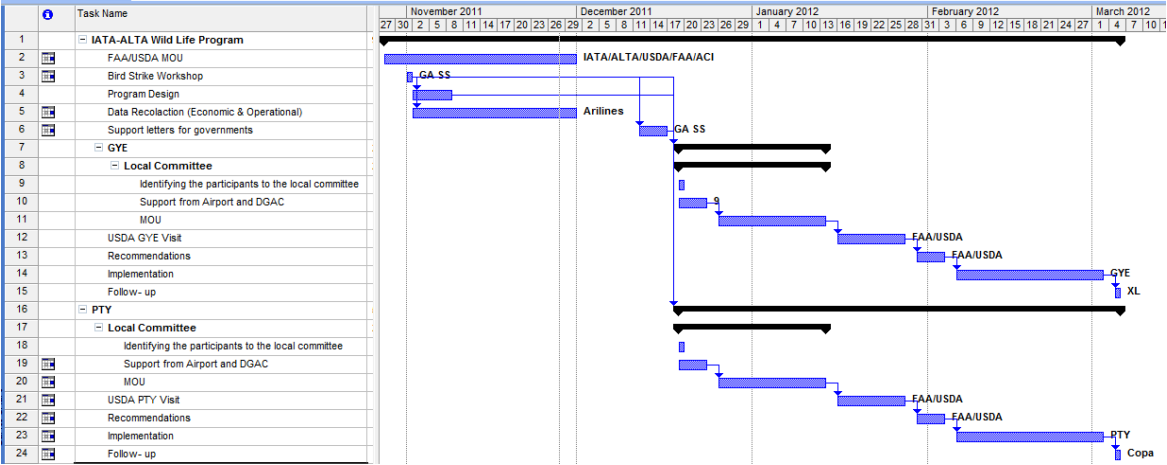 Task Name November 2011 December 2011 January 2012 February 2012 March 2012
27 30 2 5 8 11 14 17 20 23 26 29 2 5 8 11 14 17 20 23 26 29 1 4 7 10 13 16 19 22 25 28 31 3 6 9 12 15 18 21 24 27 1 4 7 10 1
1 IATA-ALTA Wild Life Program
2 FAA/USDA MOU IATA/ALTA/USDA/FAA/ACI
3 Bird Strike Workshop GA SS
4 Program Design
5 Data Recolaction (Economic & Operational) Arilines
6 Support letters for governments GA SS
7 GYE
8 Local Committee
9 Identifying the participants to the local committee
10 Support from Airport and DGAC 9
11 MOU
12 USDA GYE Visit FAA/USDA
13 Recommendations FAA/USDA
14 Implementation GYE
15 Follow- up XL
16 PTY
17 Local Committee
18 Identifying the participants to the local committee
19 Support from Airport and DGAC
20 MOU
21 USDA PTY Visit FAA/USDA
22 Recommendations FAA/USDA
23 Implementation PTY
24 Follow- up Copa